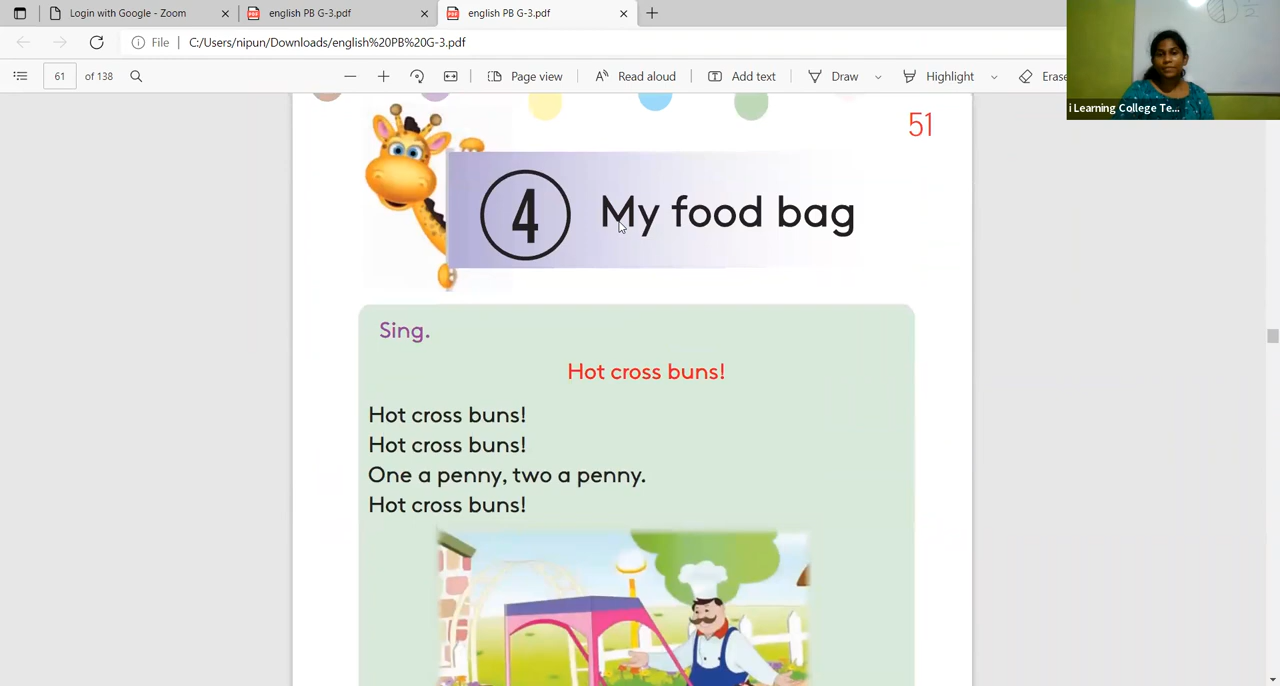 Login with Google - Zoom
english PB G-3.pdf
english PB G-3.pdf
File
C:/Users/nipun/Downloads/english%20PB%20G-3.pdf
61
of 138
Page view
Read aloud
Add text
Draw
Highlight
Erase
i Learning College Te...
51
4
My food bag
Sing.
Hot cross buns!
Hot cross buns!
Hot cross buns!
One a penny, two a penny.
Hot cross buns!